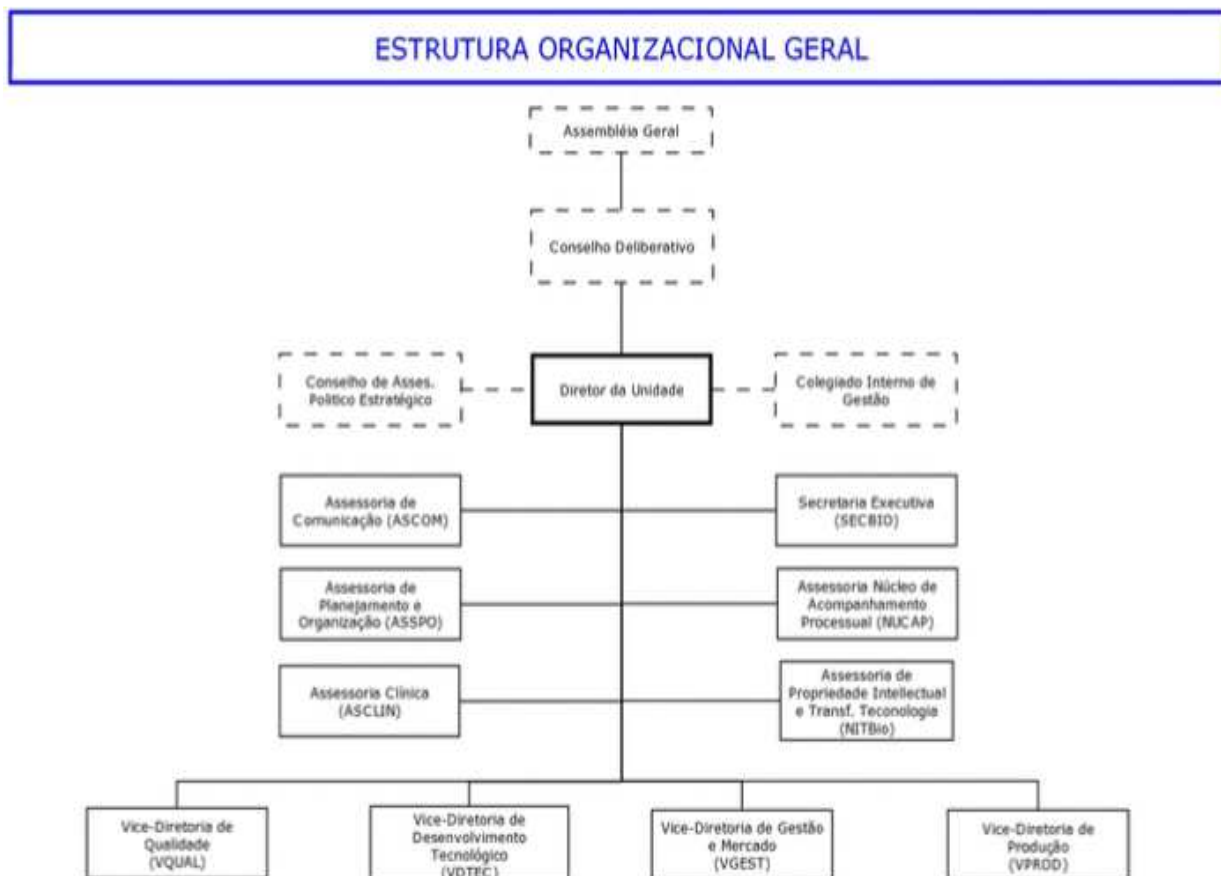 ESTRUTURA ORGANIZACIONAL GERAL
Assembléia Geral
Conselho Deliberativo
Conselho de Asses.
Politico Estratégico
Diretor da Unidade
Colegiado Interno de
Gestão
Assessoria de
Comunicação (ASCOM)
Secretaria Executiva
(SECBIO)
Assessoria de
Planejamento e
Organização (ASSPO)
Assessoria Núcleo de
Acompanhamento
Processual (NUCAP)
Assessoria Clínica
(ASCLIN)
Assessoria de
Propriedade Intellectual
e Transf. Teconologia
(NITBio)
Vice-Diretoria de
Qualidade
(VQUAL)
Vice-Diretoria de
Desenvolvimento
Tecnológico
(VDTEC)
Vice-Diretoria de Gestão
e Mercado
(VGEST)
Vice-Diretoria de
Produção
(VPROD)